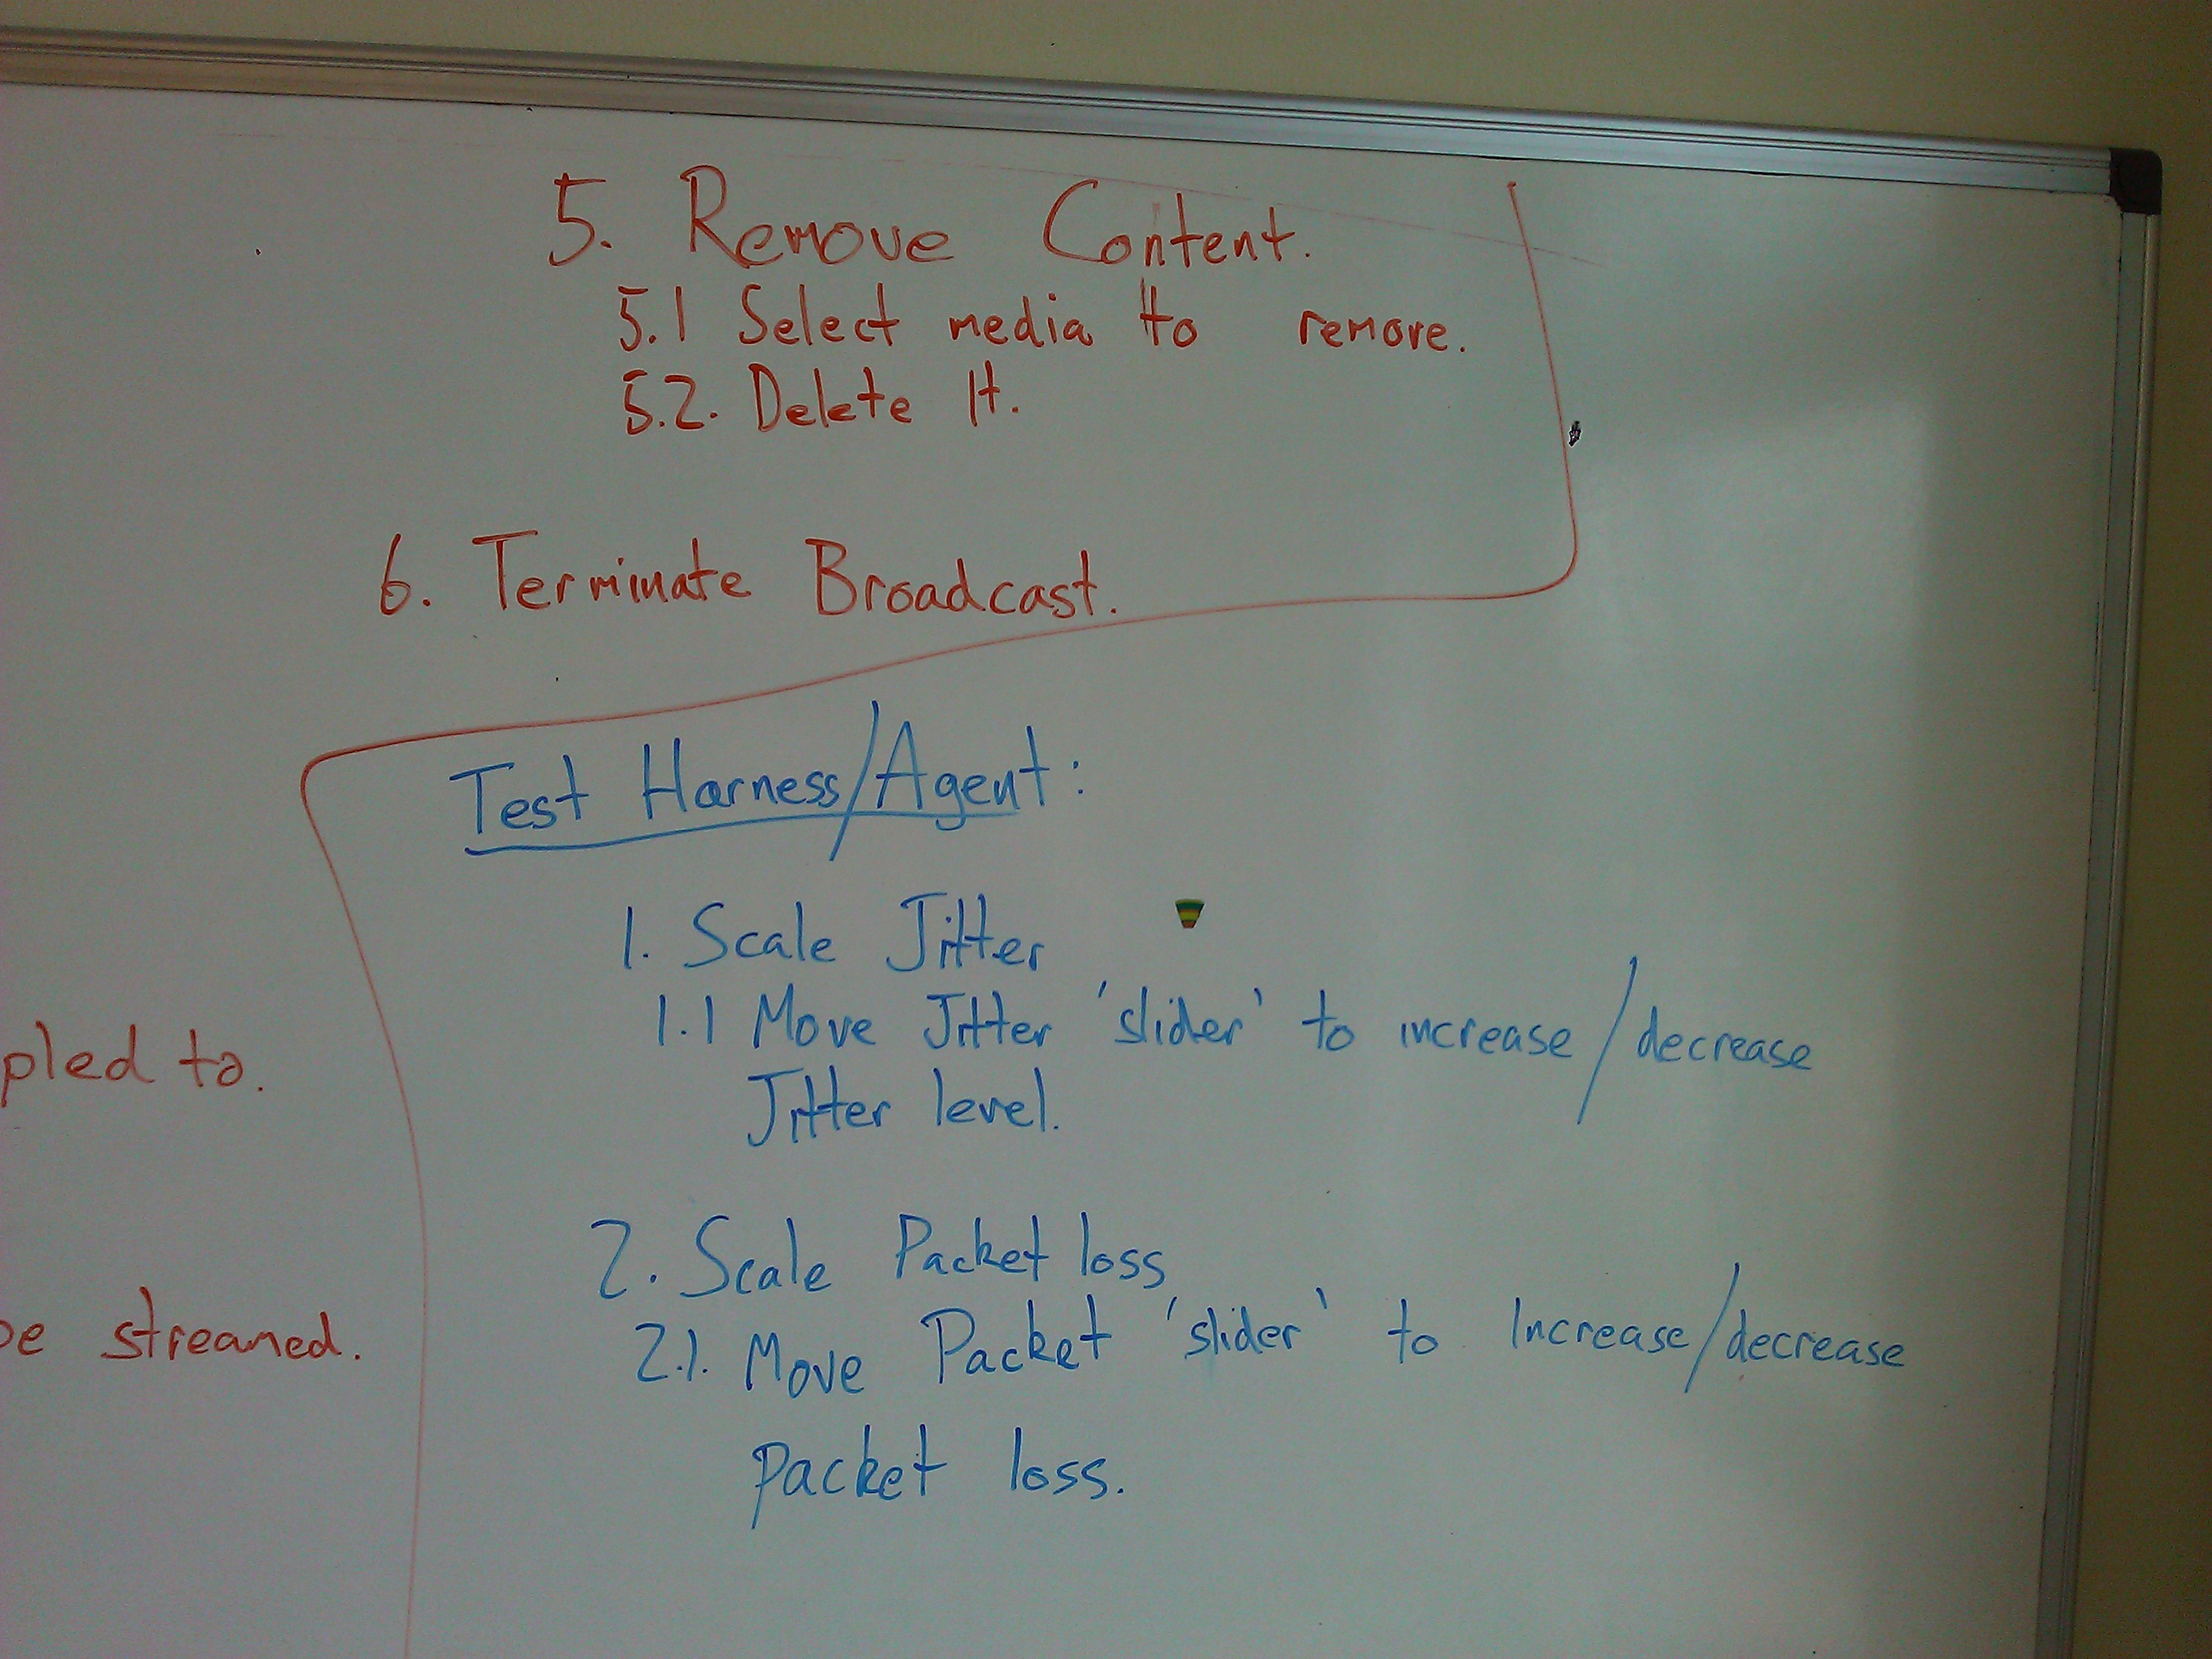 5. Remove Content.
5.1 Select media to remove.
5.2. Delete It.
6. Terminate Broadcast.
Test Harness/Agent:
1. Scale Jitter
1.1 Move Jitter 'slider' to increase/decrease
Jitter level.
pled to.
2. Scale Packet loss
2.1. Move Packet 'slider' to Increase/decrease
be streamed.
packet loss.